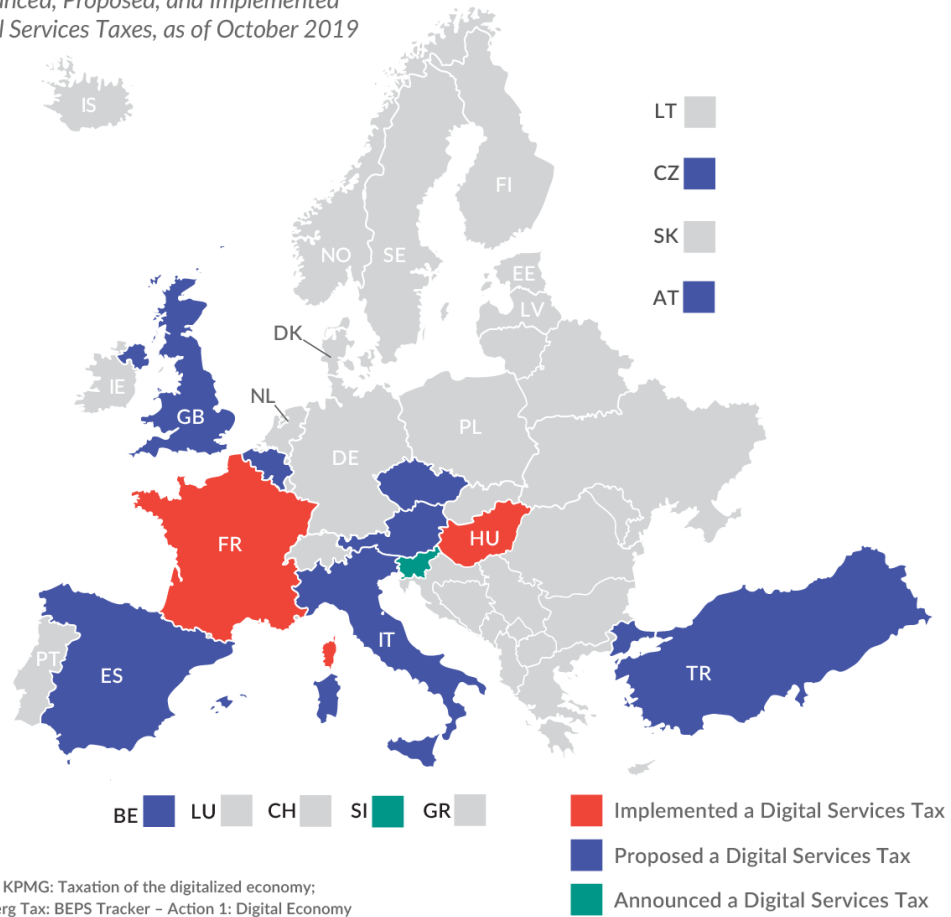 Proposed, and Implemented
Services Taxes, as of October 2019
IS
LT
CZ
FI
SK
NO
SE
EE
AT
LV
DK
IE
NL
GB
PL
DE
FR
HU
IT
PT
ES
TR
BE
LU
CH
SI
GR
Implemented a Digital Services Tax
Proposed a Digital Services Tax
KPMG: Taxation of the digitalized economy;
Announced a Digital Services Tax
Tax: BEPS Tracker – Action 1: Digital Economy